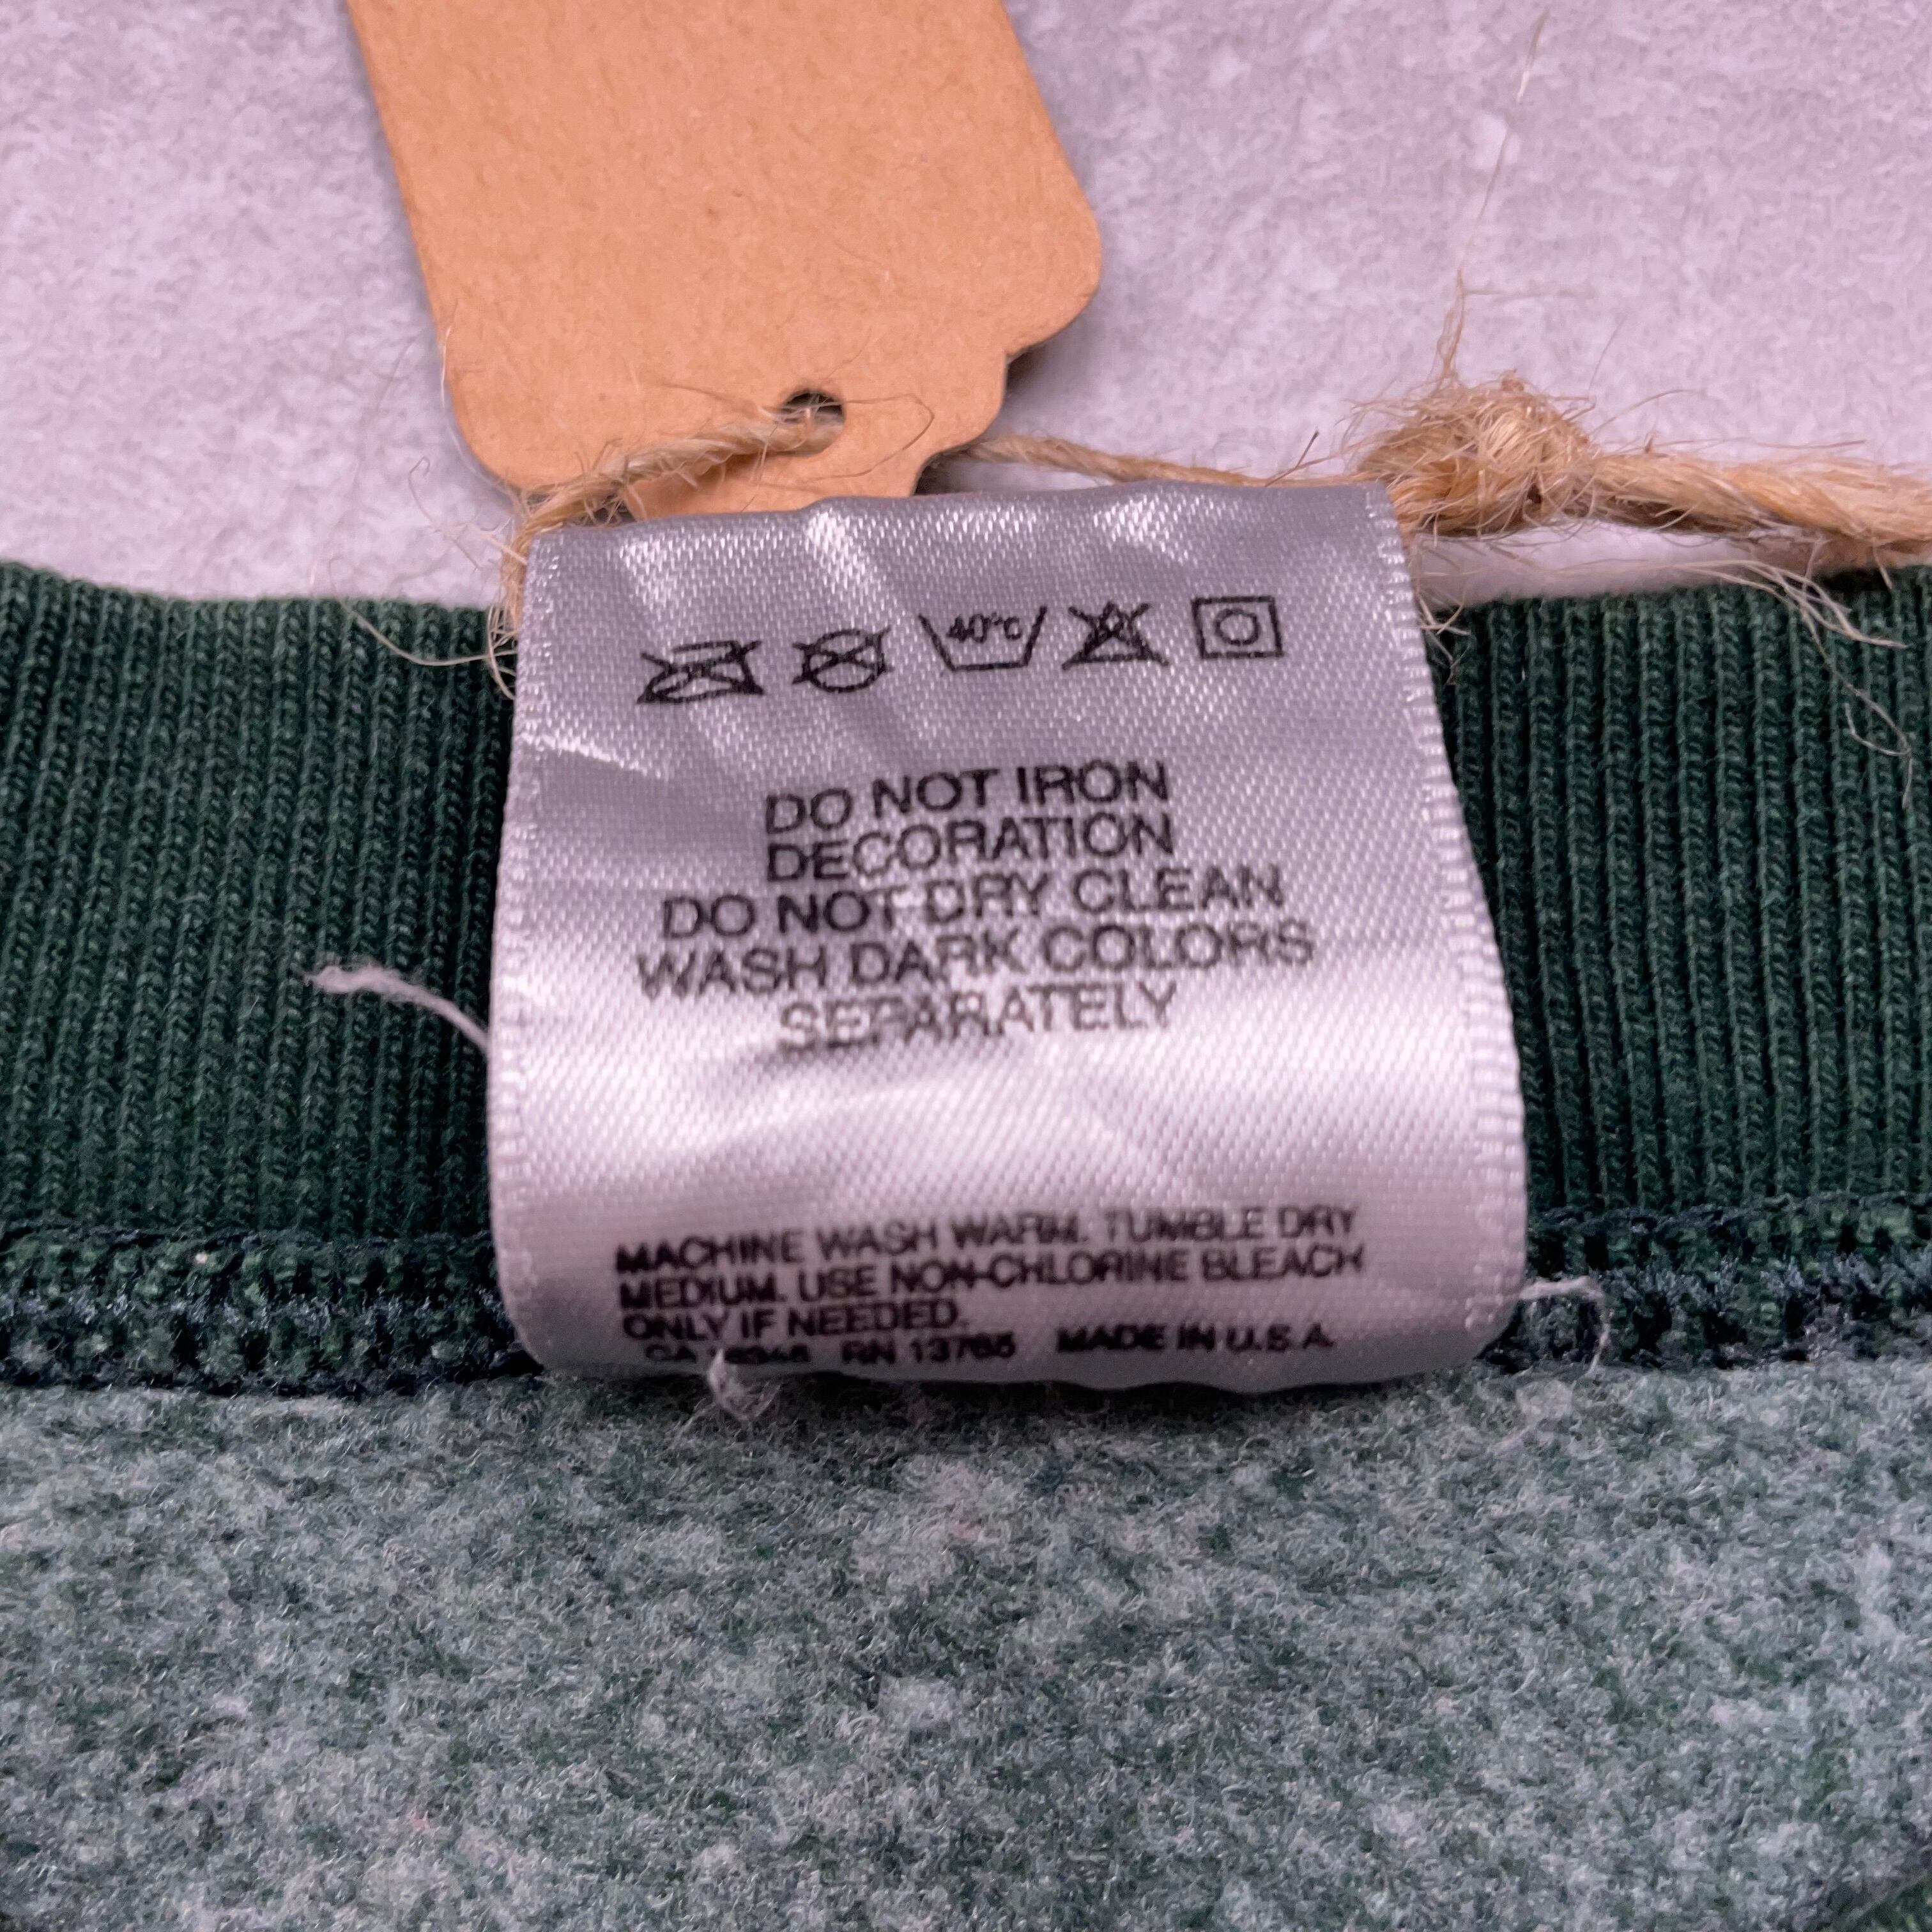 40°C
DO NOT IRON
DECORATION
DO NOT DRY CLEAN
WASH DARK COLORS
SEPARATELY
MACHINE WASH WARM. TUMBLE DRY
MEDIUM. USE NON-CHLORINE BLEACH
ONLY IF NEEDED.
CA RN 13765 MADE IN U.S.A.